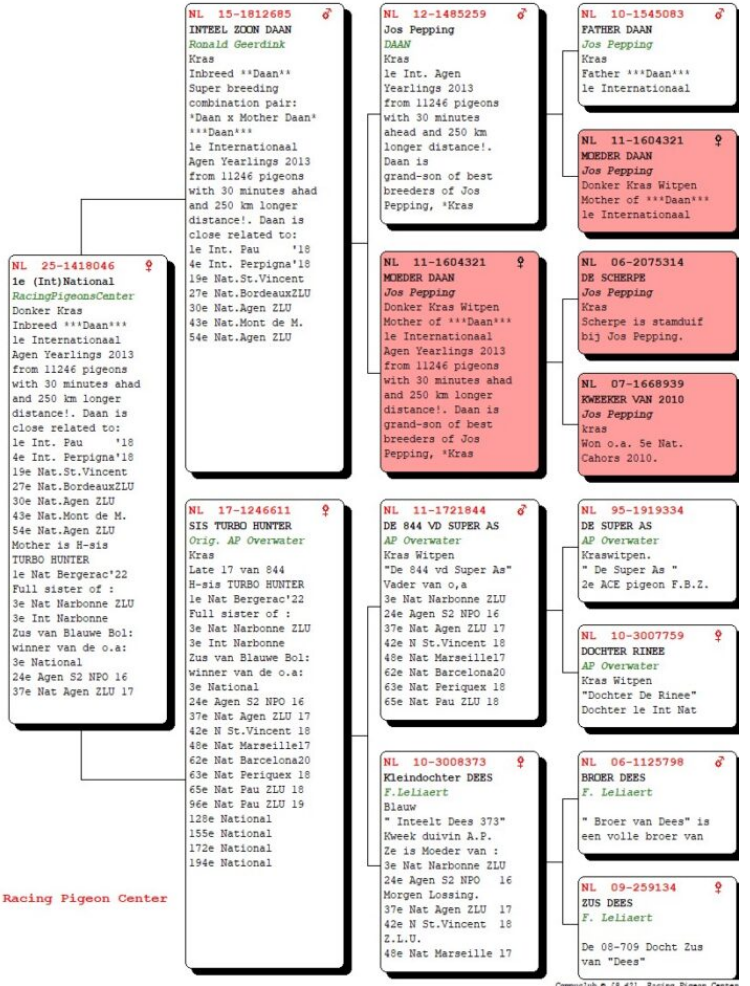 NL 25-1418046 ♀
1e (Int)National
RacingPigeonsCenter
Donker Kras
Inbreed ***Daan***
1e Internationaal
Agen Yearlings 2013
from 11246 pigeons
with 30 minutes ahad
and 250 km longer
distance!. Daan is
close related to:
1e Int. Pau '18
4e Int. Perpigna'18
19e Nat.St.Vincent
27e Nat.BordeauxZLU
30e Nat.Agen ZLU
43e Nat.Mont de M.
54e Nat.Agen ZLU
Mother is H-sis
TURBO HUNTER
1e Nat Bergerac'22
Full sister of :
3e Nat Narbonne ZLU
3e Int Narbonne
Zus van Blauwe Bol:
winner van de o.a:
3e National
24e Agen S2 NPO 16
37e Nat Agen ZLU 17
Racing Pigeon Center
NL 15-1812685 ♂
INTEEL ZOON DAAN
Ronald Geerdink
Kras
Inbreed **Daan**
Super breeding
combination pair:
*Daan x Mother Daan*
***Daan***
1e Internationaal
Agen Yearlings 2013
from 11246 pigeons
with 30 minutes ahad
and 250 km longer
distance!. Daan is
close related to:
1e Int. Pau '18
4e Int. Perpigna'18
19e Nat.St.Vincent
27e Nat.BordeauxZLU
30e Nat.Agen ZLU
43e Nat.Mont de M.
54e Nat.Agen ZLU
NL 17-1246611 ♀
SIS TURBO HUNTER
Orig. AP Overwater
Kras
Late 17 van 844
H-sis TURBO HUNTER
1e Nat Bergerac'22
Full sister of :
3e Nat Narbonne ZLU
3e Int Narbonne
Zus van Blauwe Bol:
winner van de o.a:
3e National
24e Agen S2 NPO 16
37e Nat Agen ZLU 17
42e N St.Vincent 18
48e Nat Marseille17
62e Nat Barcelona20
63e Nat Periquex 18
65e Nat Pau ZLU 18
96e Nat Pau ZLU 19
128e National
155e National
172e National
194e National
NL 12-1485259 ♂
Jos Pepping
DAAN
Kras
1e Int. Agen
Yearlings 2013
from 11246 pigeons
with 30 minutes
ahead and 250 km
longer distance!.
Daan is
grand-son of best
breeders of Jos
Pepping, *Kras
NL 11-1604321 ♀
MOEDER DAAN
Jos Pepping
Donker Kras Witpen
Mother of ***Daan***
1e Internationaal
Agen Yearlings 2013
from 11246 pigeons
with 30 minutes ahad
and 250 km longer
distance!. Daan is
grand-son of best
breeders of Jos
Pepping, *Kras
NL 11-1721844 ♂
DE 844 VD SUPER AS
AP Overwater
Kras Witpen
"De 844 vd Super As"
Vader van o,a
3e Nat Narbonne ZLU
24e Agen S2 NPO 16
37e Nat Agen ZLU 17
42e N St.Vincent 18
48e Nat Marseille17
62e Nat Barcelona20
63e Nat Periquex 18
65e Nat Pau ZLU 18
NL 10-3008373 ♀
Kleindochter DEES
F.Leliaert
Blauw
" Inteelt Dees 373"
Kweek duivin A.P.
Ze is Moeder van :
3e Nat Narbonne ZLU
24e Agen S2 NPO 16
Morgen Lossing.
37e Nat Agen ZLU 17
42e N St.Vincent 18
Z.L.U.
48e Nat Marseille 17
NL 10-1545083 ♂
FATHER DAAN
Jos Pepping
Kras
Father ***Daan***
1e Internationaal
NL 11-1604321 ♀
MOEDER DAAN
Jos Pepping
Donker Kras Witpen
Mother of ***Daan***
1e Internationaal
NL 06-2075314
DE SCHERPE
Jos Pepping
Kras
Scherpe is stamduif
bij Jos Pepping.
NL 07-1668939
KWEEKER VAN 2010
Jos Pepping
kras
Won o.a. 5e Nat.
Cahors 2010.
NL 95-1919334
DE SUPER AS
AP Overwater
Kraswitpen.
" De Super As "
2e ACE pigeon F.B.Z.
NL 10-3007759 ♀
DOCHTER RINEE
AP Overwater
Kras Witpen
"Dochter De Rinee"
Dochter 1e Int Nat
NL 06-1125798 ♂
BROER DEES
F. Leliaert
" Broer van Dees" is
een volle broer van
NL 09-259134 ♀
ZUS DEES
F. Leliaert
De 08-709 Docht Zus
van "Dees"
Racing Pigeon Center